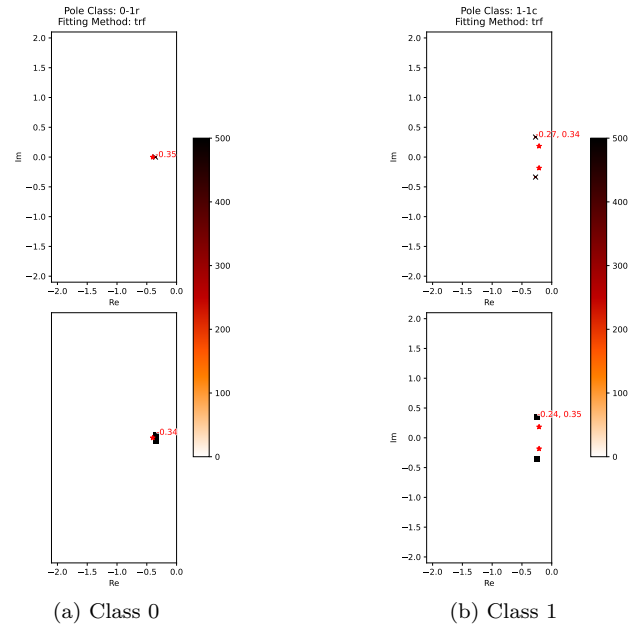 Pole Class: 0-1r
Fitting Method: trf
2.0
1.5
1.0
0.5
0.0
−0.5
−1.0
−1.5
−2.0
Im
-0.35
−2.0 −1.5 −1.0 −0.5 0.0
Re
500
400
300
200
100
0
-0.34
−2.0 −1.5 −1.0 −0.5 0.0
Re
(a) Class 0
Pole Class: 1-1c
Fitting Method: trf
2.0
1.5
1.0
0.5
0.0
−0.5
−1.0
−1.5
−2.0
Im
-0.27, 0.34
−2.0 −1.5 −1.0 −0.5 0.0
Re
500
400
300
200
100
0
2.0
1.5
1.0
0.5
0.0
−0.5
−1.0
−1.5
−2.0
Im
-0.24, 0.35
−2.0 −1.5 −1.0 −0.5 0.0
Re
(b) Class 1